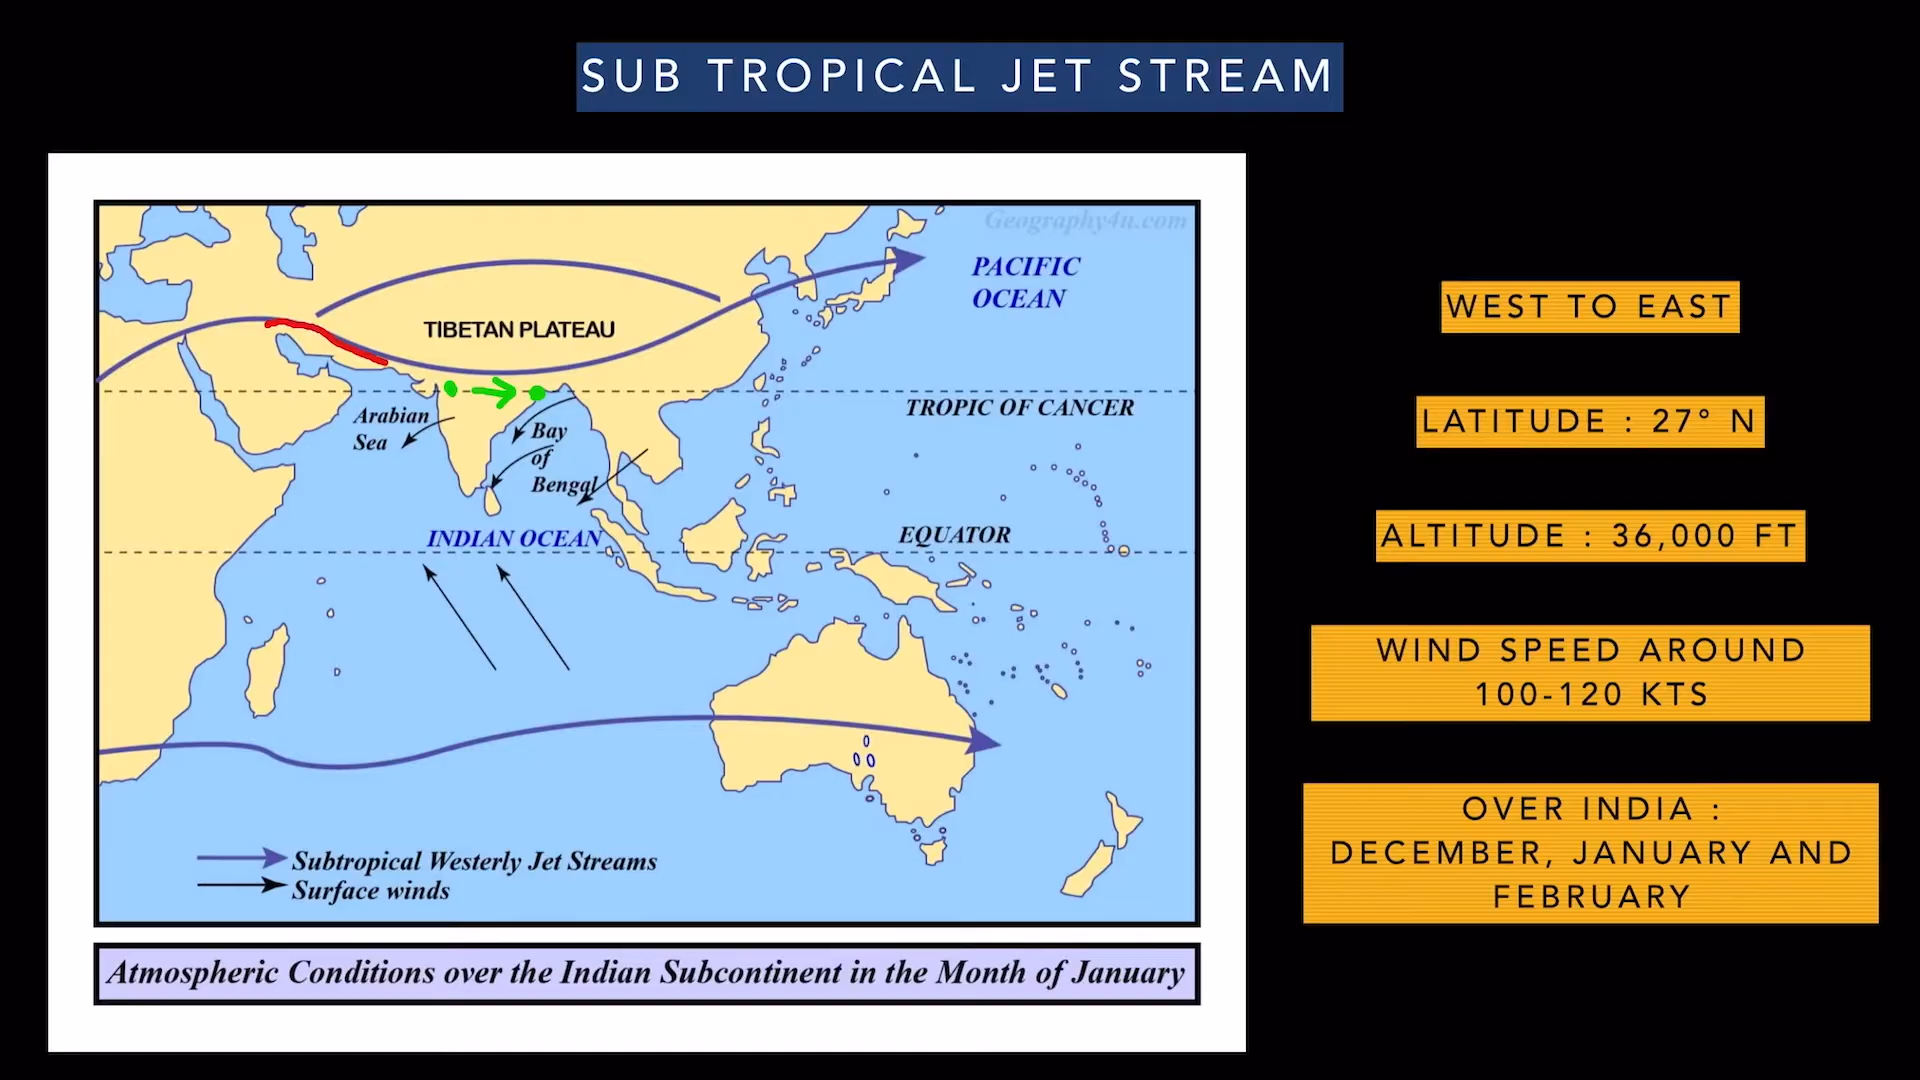 SUB TROPICAL JET STREAM
Geography4u.com
PACIFIC
OCEAN
TIBETAN PLATEAU
TROPIC OF CANCER
Arabian
Sea
Bay
of
Bengal
INDIAN OCEAN
EQUATOR
Subtropical Westerly Jet Streams
Surface winds
Atmospheric Conditions over the Indian Subcontinent in the Month of January
WEST TO EAST
LATITUDE : 27° N
ALTITUDE : 36,000 FT
WIND SPEED AROUND
100-120 KTS
OVER INDIA :
DECEMBER, JANUARY AND
FEBRUARY